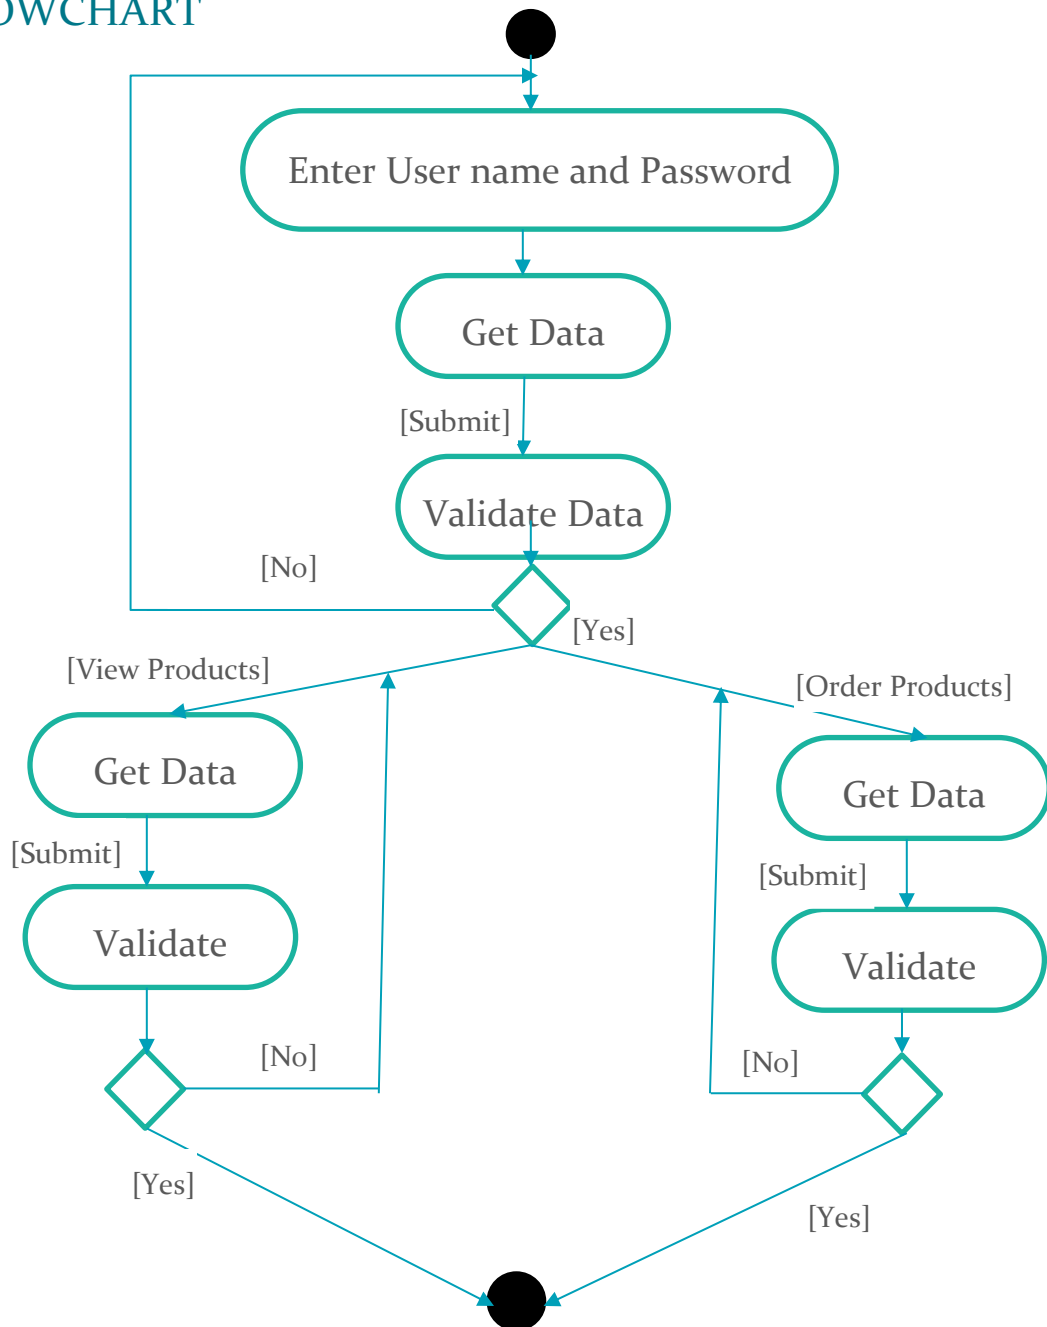 OWCHART
Enter User name and Password
Get Data
[Submit]
Validate Data
[No]
[Yes]
[View Products]
[Order Products]
Get Data
Get Data
[Submit]
[Submit]
Validate
Validate
[No]
[No]
[Yes]
[Yes]